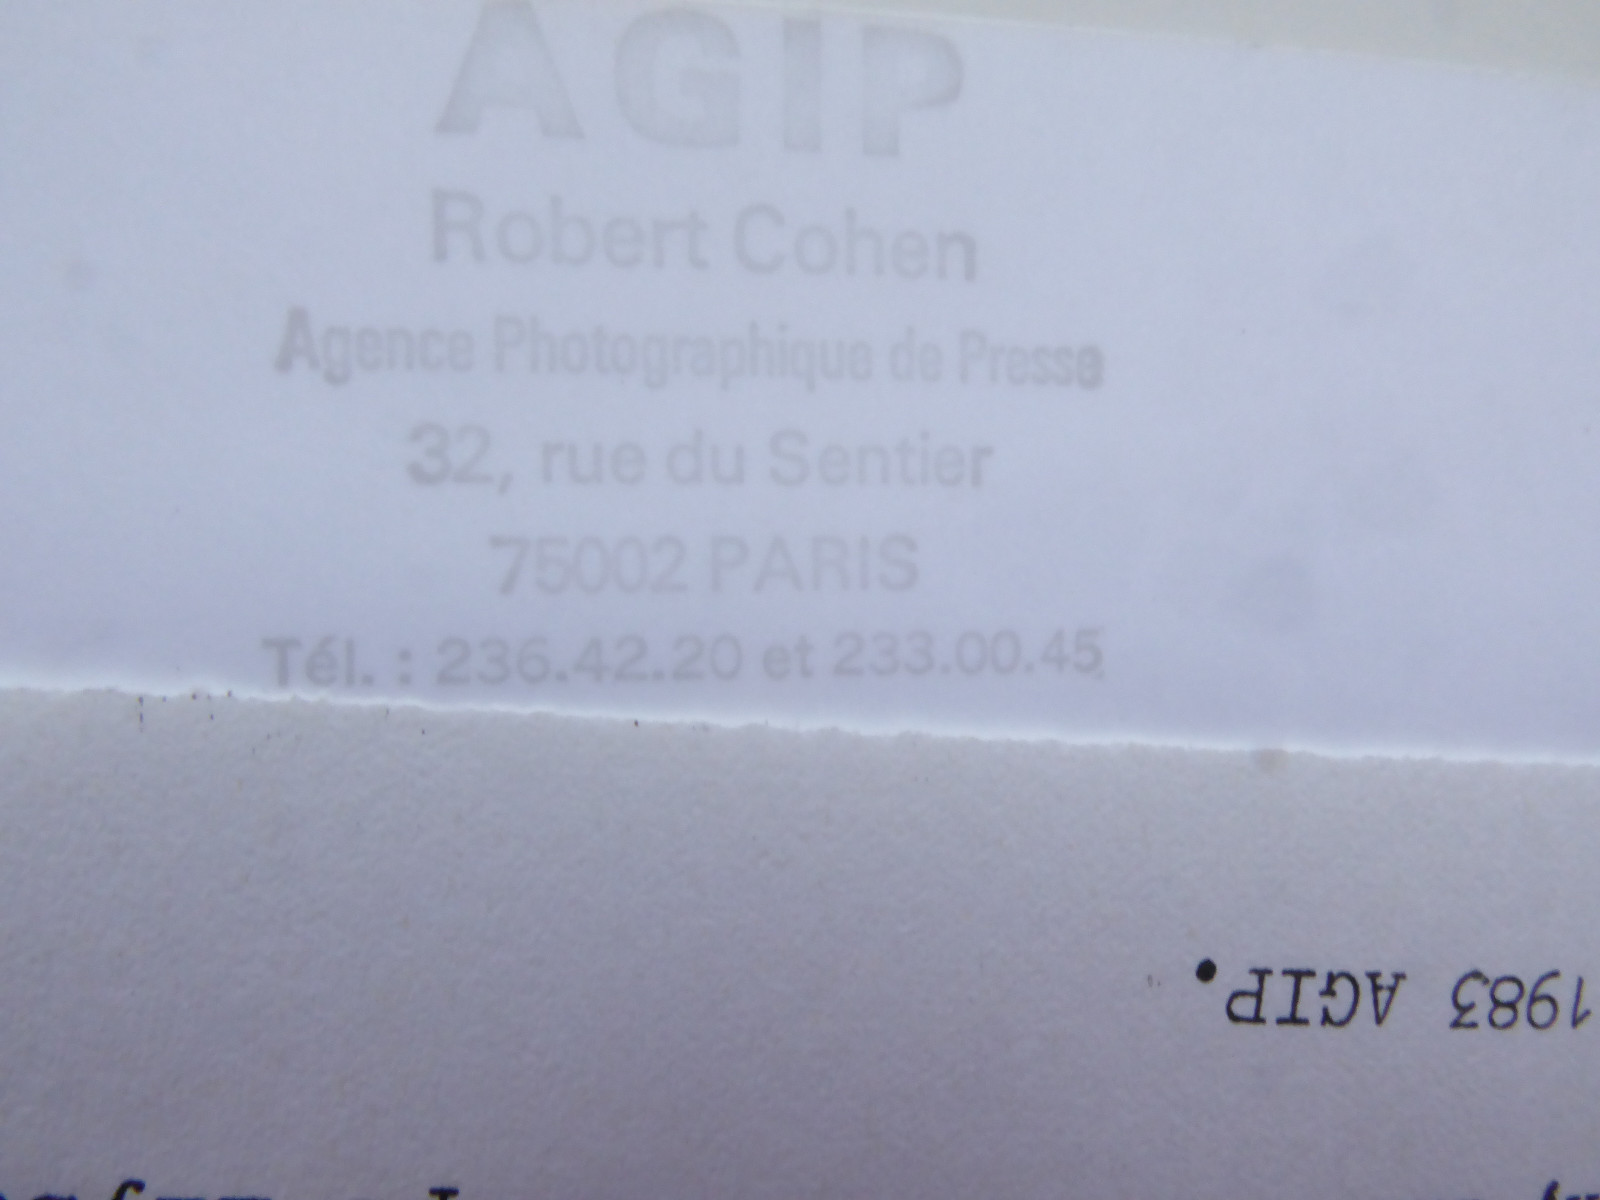 AGIP
Robert Cohen
Agence Photographique de Presse
32, rue du Sentier
75002 PARIS
Tél. : 236.42.20 et 233.00.45
1983 AGIP.